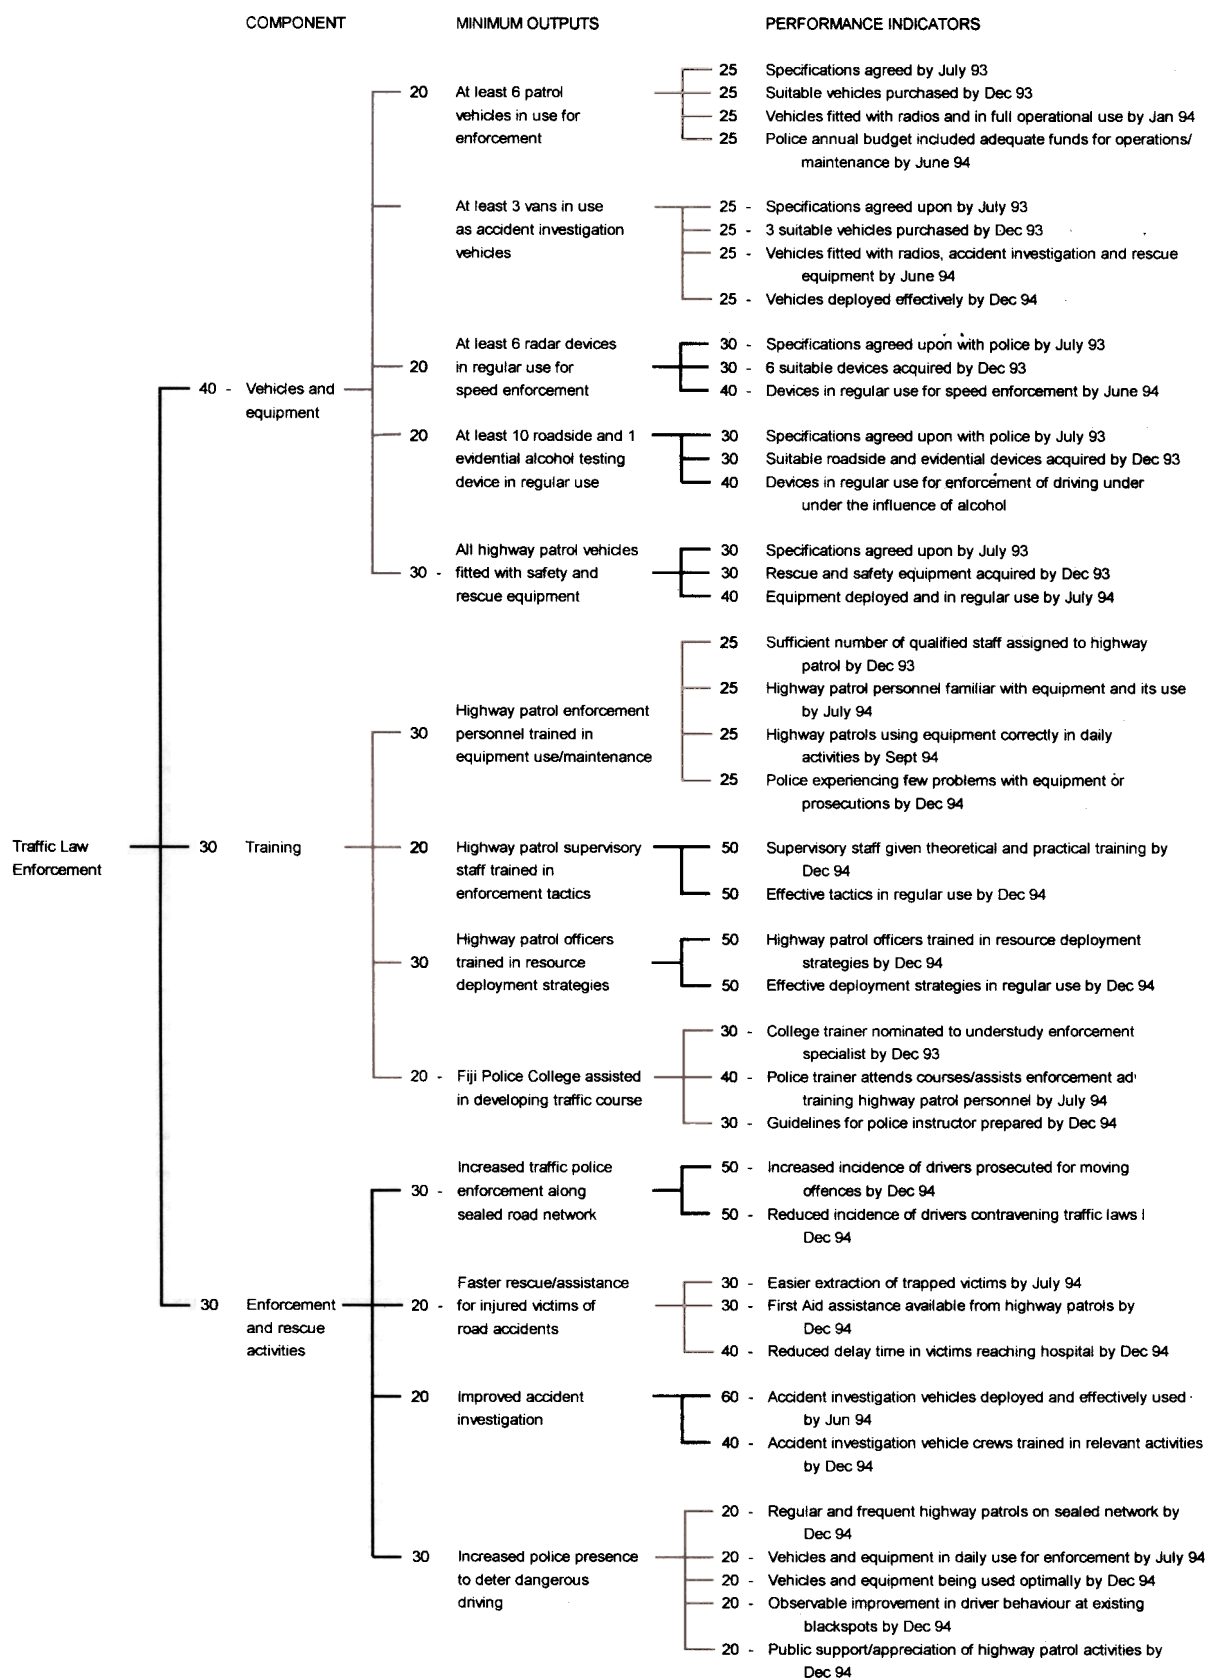 COMPONENT MINIMUM OUTPUTS PERFORMANCE INDICATORS
20 At least 6 patrol
vehicles in use for
enforcement
25 Specifications agreed by July 93
25 Suitable vehicles purchased by Dec 93
25 Vehicles fitted with radios and in full operational use by Jan 94
25 Police annual budget included adequate funds for operations/
maintenance by June 94
At least 3 vans in use
as accident investigation
vehicles
25 - Specifications agreed upon by July 93
25 - 3 suitable vehicles purchased by Dec 93
25 - Vehicles fitted with radios, accident investigation and rescue
equipment by June 94
25 - Vehicles deployed effectively by Dec 94
40 - Vehicles and
equipment
At least 6 radar devices
20 in regular use for
speed enforcement
30 - Specifications agreed upon with police by July 93
30 - 6 suitable devices acquired by Dec 93
40 - Devices in regular use for speed enforcement by June 94
20 At least 10 roadside and 1
evidential alcohol testing
device in regular use
30 Specifications agreed upon with police by July 93
30 Suitable roadside and evidential devices acquired by Dec 93
40 Devices in regular use for enforcement of driving under
under the influence of alcohol
All highway patrol vehicles
30 - fitted with safety and
rescue equipment
30 Specifications agreed upon by July 93
30 Rescue and safety equipment acquired by Dec 93
40 Equipment deployed and in regular use by July 94
Highway patrol enforcement
30 personnel trained in
equipment use/maintenance
25 Sufficient number of qualified staff assigned to highway
patrol by Dec 93
25 Highway patrol personnel familiar with equipment and its use
by July 94
25 Highway patrols using equipment correctly in daily
activities by Sept 94
25 Police experiencing few problems with equipment or
prosecutions by Dec 94
Traffic Law
Enforcement
30 Training
20 Highway patrol supervisory
staff trained in
enforcement tactics
50 Supervisory staff given theoretical and practical training by
Dec 94
50 Effective tactics in regular use by Dec 94
Highway patrol officers
30 trained in resource
deployment strategies
50 Highway patrol officers trained in resource deployment
strategies by Dec 94
50 Effective deployment strategies in regular use by Dec 94
20 - Fiji Police College assisted
in developing traffic course
30 - College trainer nominated to understudy enforcement
specialist by Dec 93
40 - Police trainer attends courses/assists enforcement
training highway patrol personnel by July 94
30 - Guidelines for police instructor prepared by Dec 94
Increased traffic police
30 - enforcement along
sealed road network
50 - Increased incidence of drivers prosecuted for moving
offences by Dec 94
50 - Reduced incidence of drivers contravening traffic laws
Dec 94
30 Enforcement
and rescue
activities
Faster rescue/assistance
20 - for injured victims of
road accidents
30 - Easier extraction of trapped victims by July 94
30 - First Aid assistance available from highway patrols by
Dec 94
40 - Reduced delay time in victims reaching hospital by Dec 94
20 Improved accident
investigation
60 - Accident investigation vehicles deployed and effectively used
by Jun 94
40 - Accident investigation vehicle crews trained in relevant activities
by Dec 94
30 Increased police presence
to deter dangerous
driving
20 - Regular and frequent highway patrols on sealed network by
Dec 94
20 - Vehicles and equipment in daily use for enforcement by July 94
20 - Vehicles and equipment being used optimally by Dec 94
20 - Observable improvement in driver behaviour at existing
blackspots by Dec 94
20 - Public support/appreciation of highway patrol activities by
Dec 94